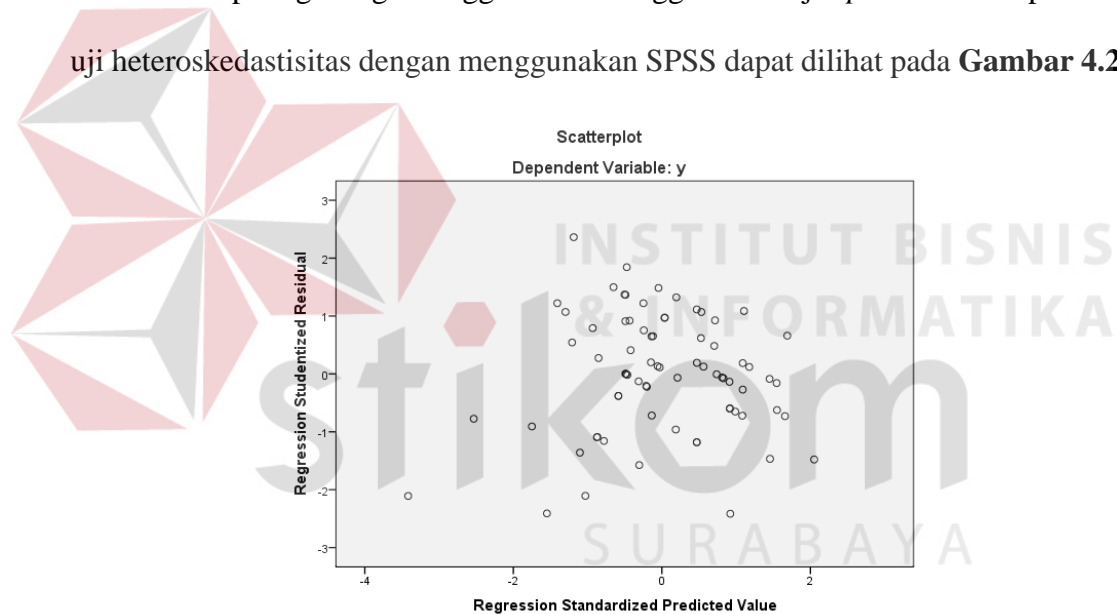 uji heteroskedastisitas dengan menggunakan SPSS dapat dilihat pada Gambar 4.2
Scatterplot
Dependent Variable: y
Regression Studentized Residual
3
2
1
0
-1
-2
-3
-4
-2
0
2
Regression Standardized Predicted Value
INSTITUT BISNIS
& INFORMATIKA
stikom
SURABAYA